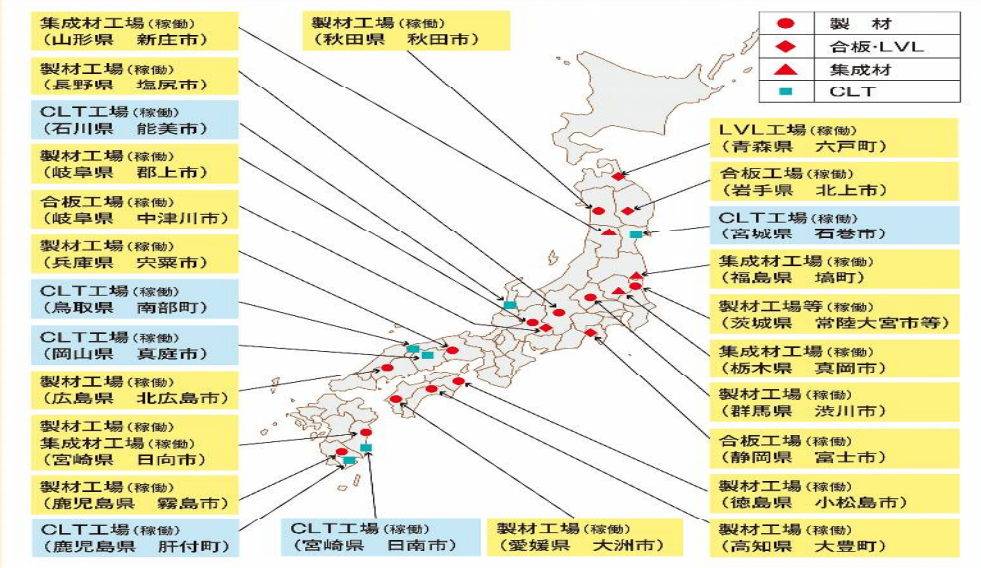 集成材工場(稼働)
(山形県 新庄市)
製材工場(稼働)
(長野県 塩尻市)
CLT工場(稼働)
(石川県 能美市)
製材工場(稼働)
(岐阜県 郡上市)
合板工場(稼働)
(岐阜県 中津川市)
製材工場(稼働)
(兵庫県 宍粟市)
CLT工場(稼働)
(鳥取県 南部町)
CLT工場(稼働)
(岡山県 真庭市)
製材工場(稼働)
(広島県 北広島市)
製材工場(稼働)
集成材工場(稼働)
(宮崎県 日向市)
製材工場(稼働)
(鹿児島県 霧島市)
CLT工場(稼働)
(鹿児島県 肝付町)
製材工場(稼働)
(秋田県 秋田市)
CLT工場(稼働)
(宮崎県 日南市)
製材工場(稼働)
(愛媛県 大洲市)
製 材
合板・LVL
集成材
CLT
LVL工場(稼働)
(青森県 六戸町)
合板工場(稼働)
(岩手県 北上市)
CLT工場(稼働)
(宮城県 石巻市)
集成材工場(稼働)
(福島県 塙町)
製材工場等(稼働)
(茨城県 常陸大宮市等)
集成材工場(稼働)
(栃木県 真岡市)
製材工場(稼働)
(群馬県 渋川市)
合板工場(稼働)
(静岡県 富士市)
製材工場(稼働)
(徳島県 小松島市)
製材工場(稼働)
(高知県 大豊町)